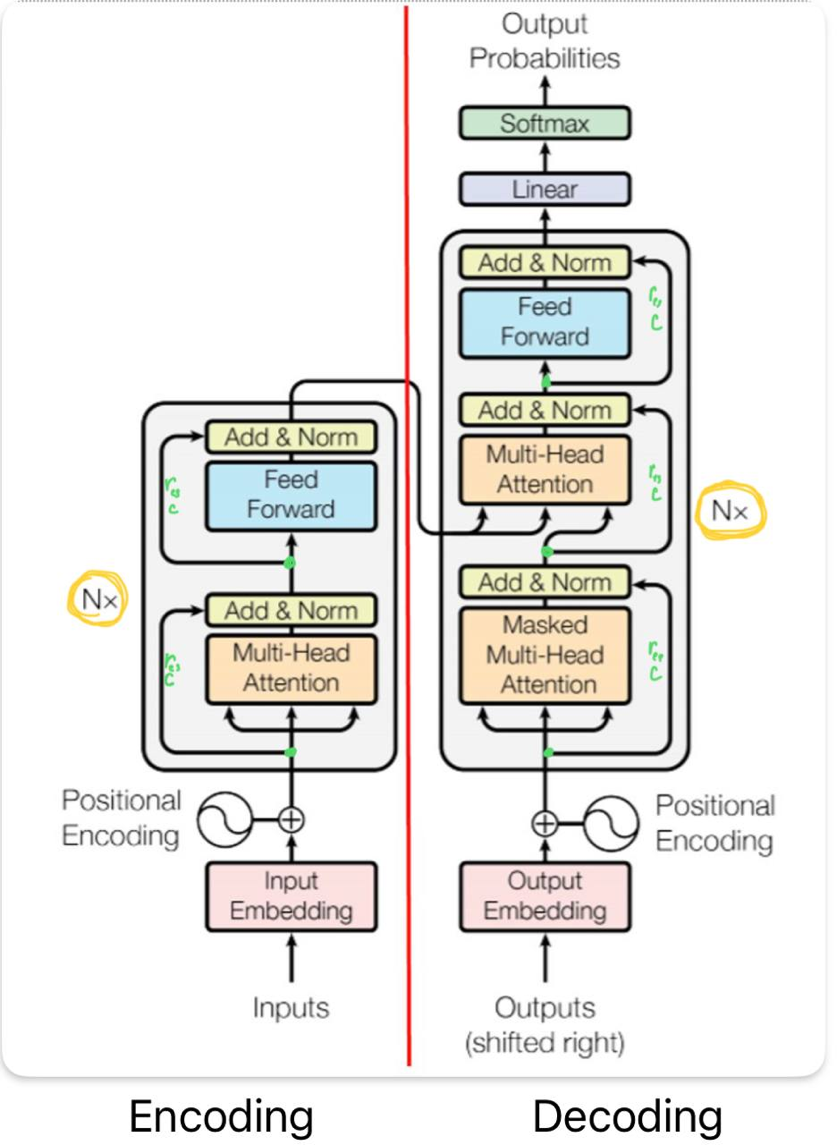 Output
Probabilities
Softmax
Linear
Add & Norm
Feed
Forward
Add & Norm
Multi-Head
Attention
Nx
Add & Norm
Masked
Multi-Head
Attention
Positional
Encoding
Output
Embedding
Outputs
(shifted right)
Add & Norm
Feed
Forward
Nx
Add & Norm
Multi-Head
Attention
Positional
Encoding
Input
Embedding
Inputs
Encoding
Decoding